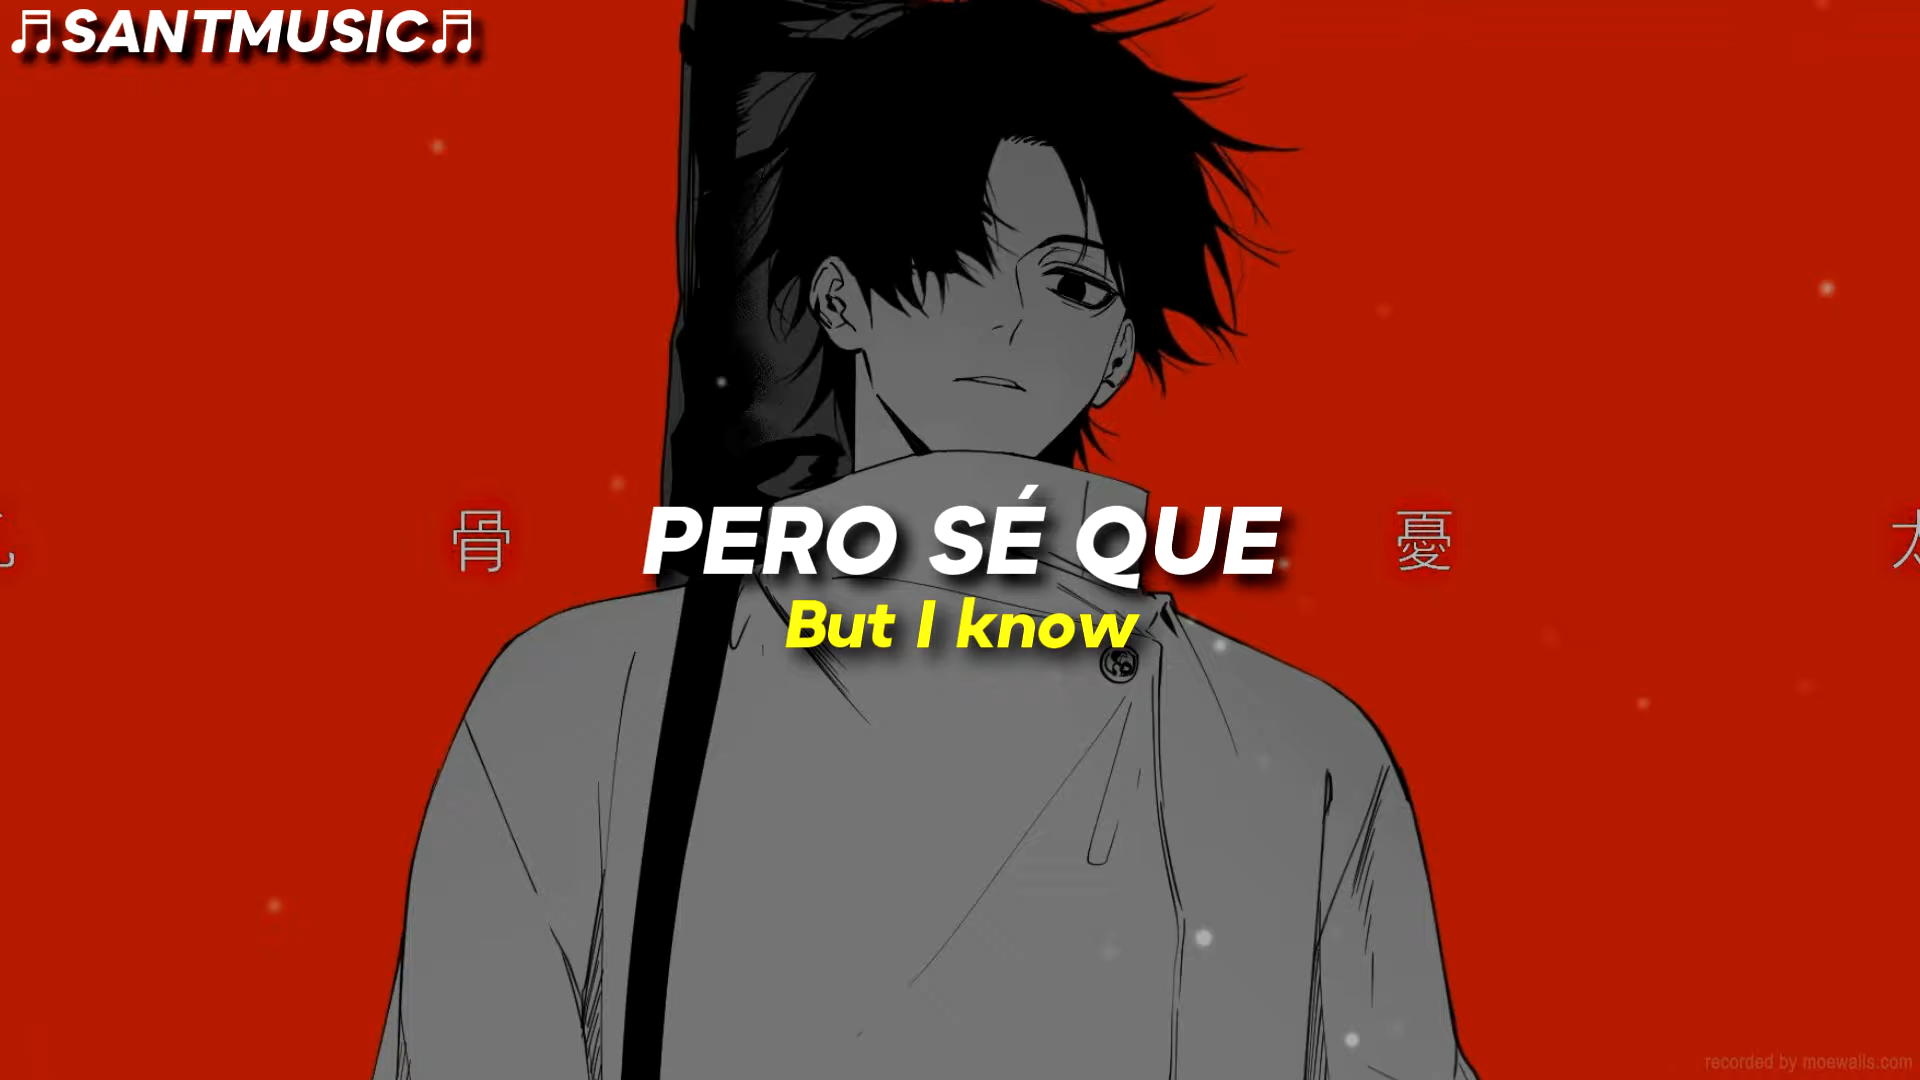 ♬SANTMUSIC♬
骨 憂
PERO SÉ QUE
But I know
recorded by moewalls.com